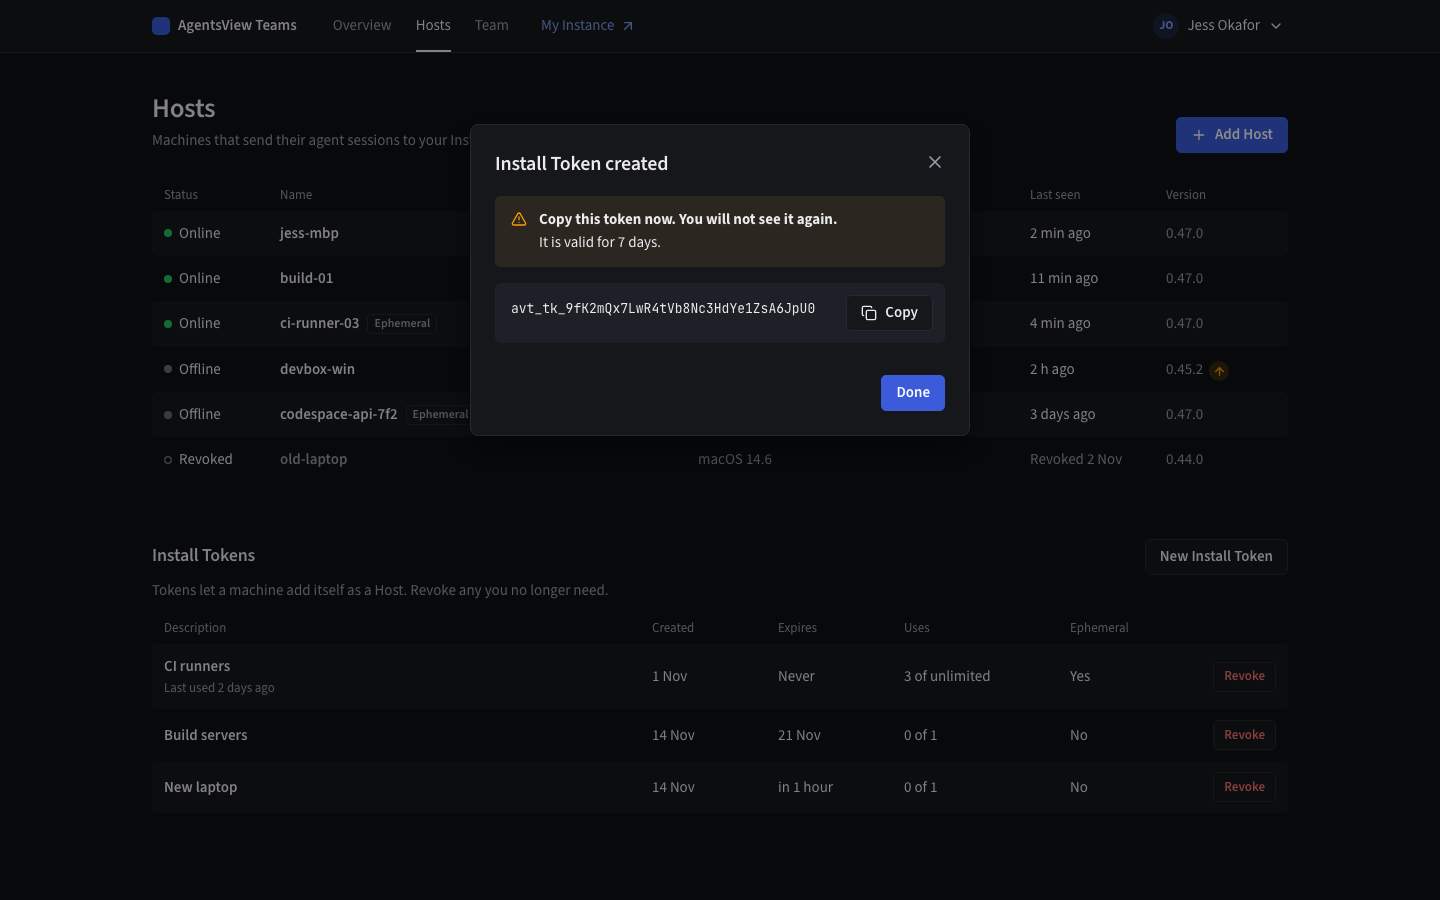 AgentsView Teams Overview Hosts Team My Instance JO Jess Okafor
Hosts
Machines that send their agent sessions to your Ins
Add Host
Status Name Last seen Version
Online jess-mbp 2 min ago 0.47.0
Online build-01 11 min ago 0.47.0
Online ci-runner-03 Ephemeral 4 min ago 0.47.0
Offline devbox-win 2 h ago 0.45.2
Offline codespace-api-7f2 Ephemeral 3 days ago 0.47.0
Revoked old-laptop macOS 14.6 Revoked 2 Nov 0.44.0
Install Token created
Copy this token now. You will not see it again.
It is valid for 7 days.
avt_tk_9fK2mQx7LwR4tVb8Nc3HdYe1ZsA6JpU0 Copy
Done
Install Tokens
New Install Token
Tokens let a machine add itself as a Host. Revoke any you no longer need.
Description Created Expires Uses Ephemeral
CI runners 1 Nov Never 3 of unlimited Yes Revoke
Last used 2 days ago
Build servers 14 Nov 21 Nov 0 of 1 No Revoke
New laptop 14 Nov in 1 hour 0 of 1 No Revoke